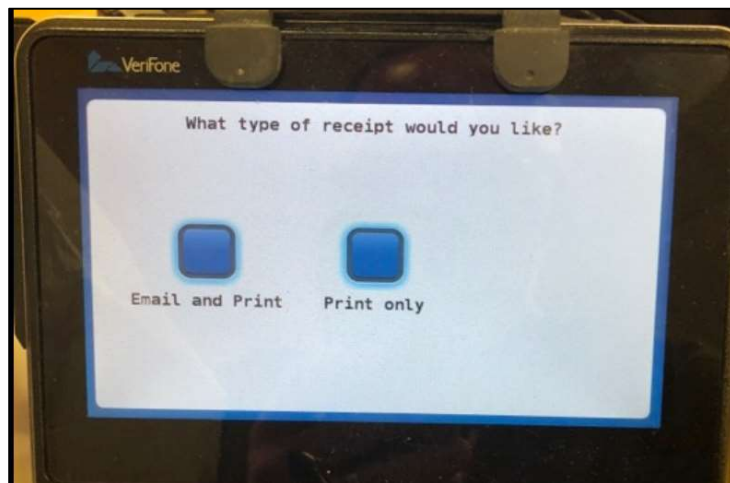 VeriFone
What type of receipt would you like?
Email and Print
Print only